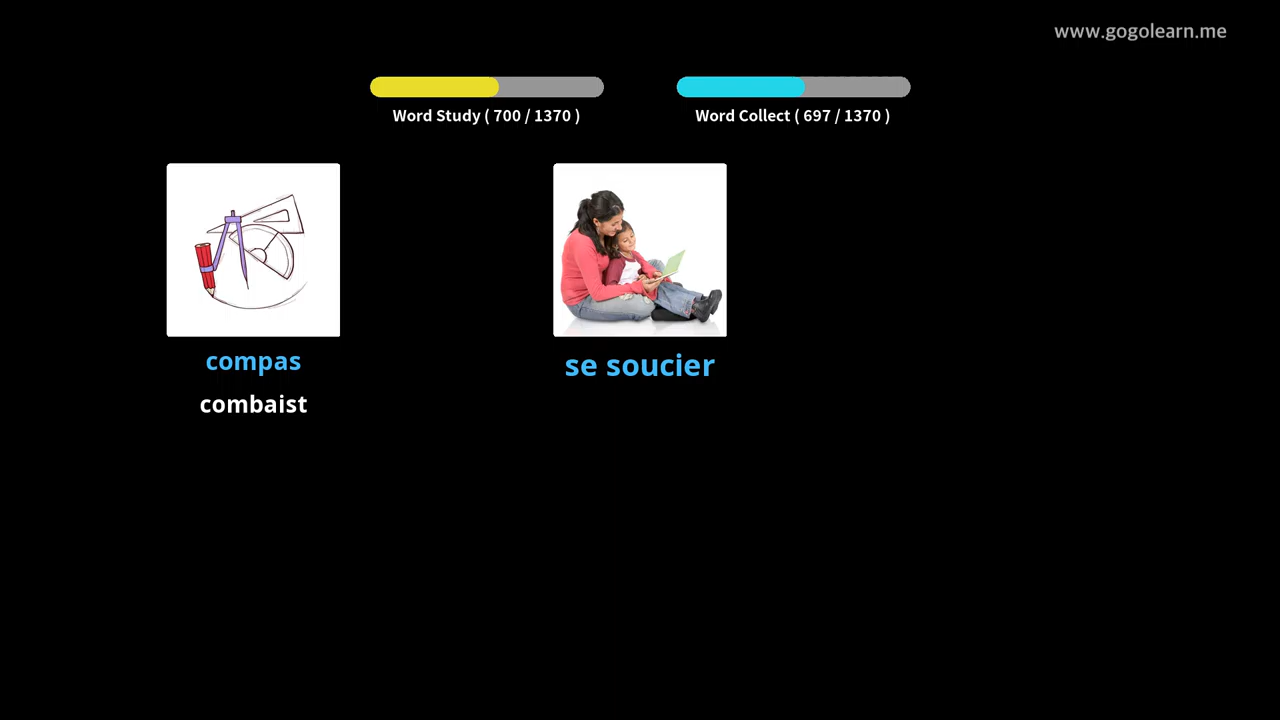 www.gogolearn.me
Word Study ( 700 / 1370 )
Word Collect ( 697 / 1370 )
compas
combaist
se soucier